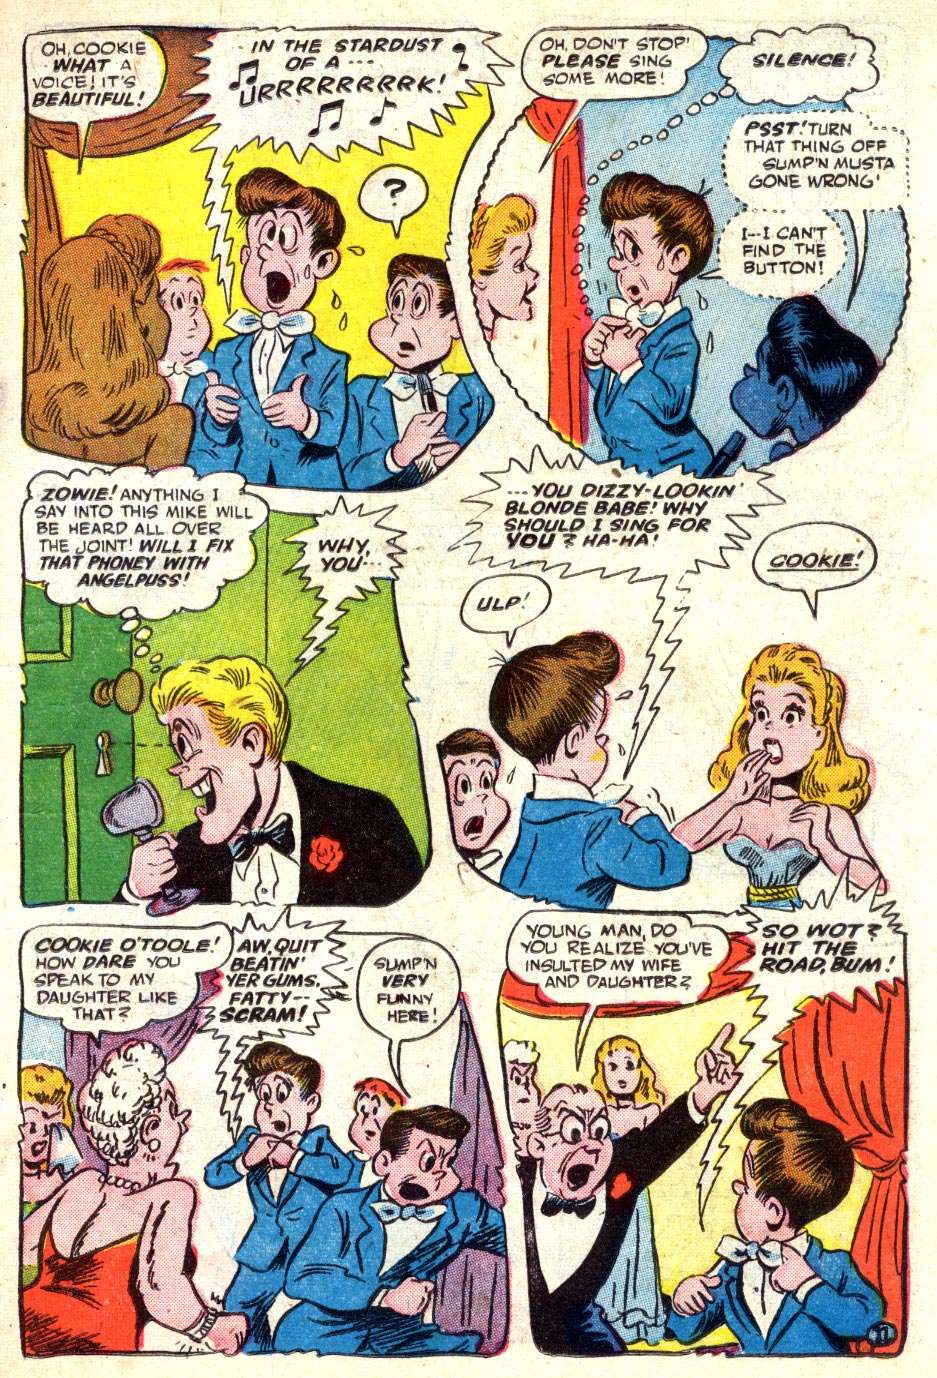 OH, COOKIE
WHAT A
VOICE! IT'S
BEAUTIFUL!
IN THE STARDUST
OF A ---
URRRRRRRRRK!
?
OH, DON'T STOP!
PLEASE SING
SOME MORE!
SILENCE!
PSST! TURN
THAT THING OFF
SUMP'N MUSTA
GONE WRONG!
I--I CAN'T
FIND THE
BUTTON!
ZOWIE! ANYTHING I
SAY INTO THIS MIKE WILL
BE HEARD ALL OVER
THE JOINT! WILL I FIX
THAT PHONEY WITH
ANGELPUSS!
WHY,
YOU---
---YOU DIZZY-LOOKIN'
BLONDE BABE! WHY
SHOULD I SING FOR
YOU? HA-HA!
ULP!
COOKIE!
COOKIE O'TOOLE!
HOW DARE YOU
SPEAK TO MY
DAUGHTER LIKE
THAT?
AW, QUIT
BEATIN'
YER GUMS,
FATTY--
SCRAM!
SUMP'N
VERY
FUNNY
HERE!
YOUNG MAN, DO
YOU REALIZE YOU'VE
INSULTED MY WIFE
AND DAUGHTER?
SO WOT?
HIT THE
ROAD, BUM!